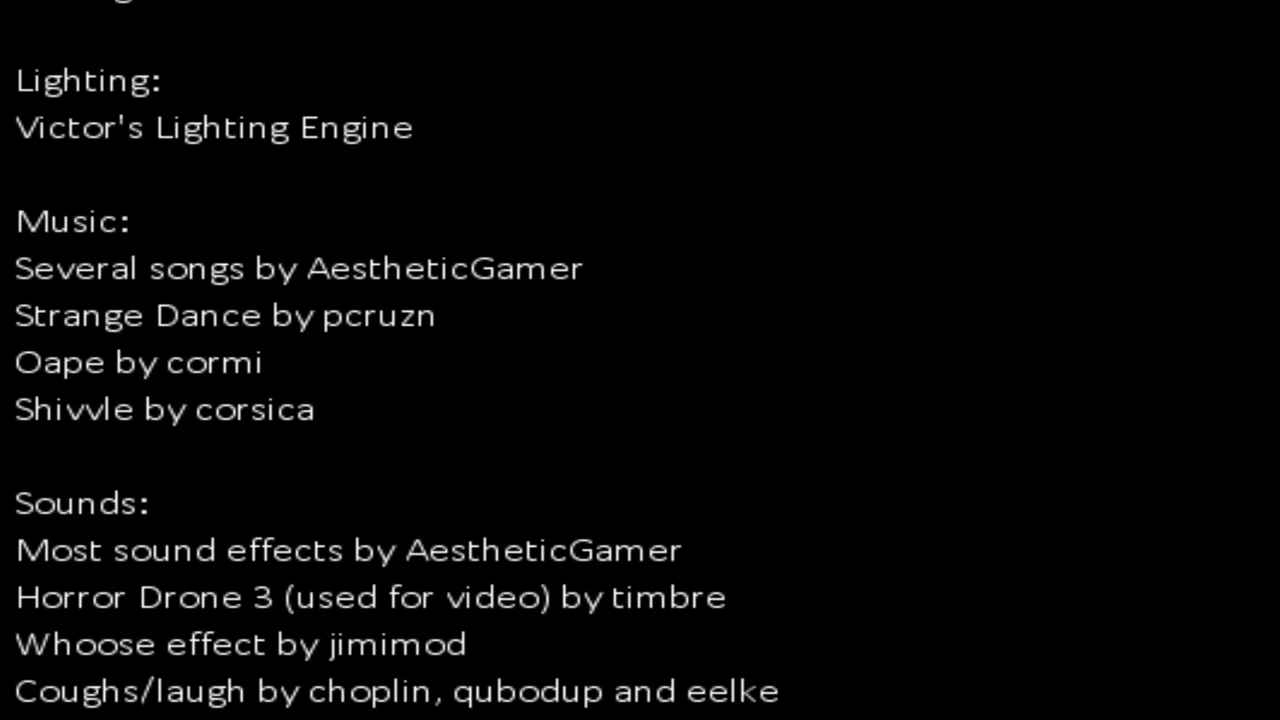 Lighting:
Victor's Lighting Engine
Music:
Several songs by AestheticGamer
Strange Dance by pcruzn
Oape by cormi
Shivvle by corsica
Sounds:
Most sound effects by AestheticGamer
Horror Drone 3 (used for video) by timbre
Whoose effect by jimimod
Coughs/laugh by choplin, qubodup and eelke